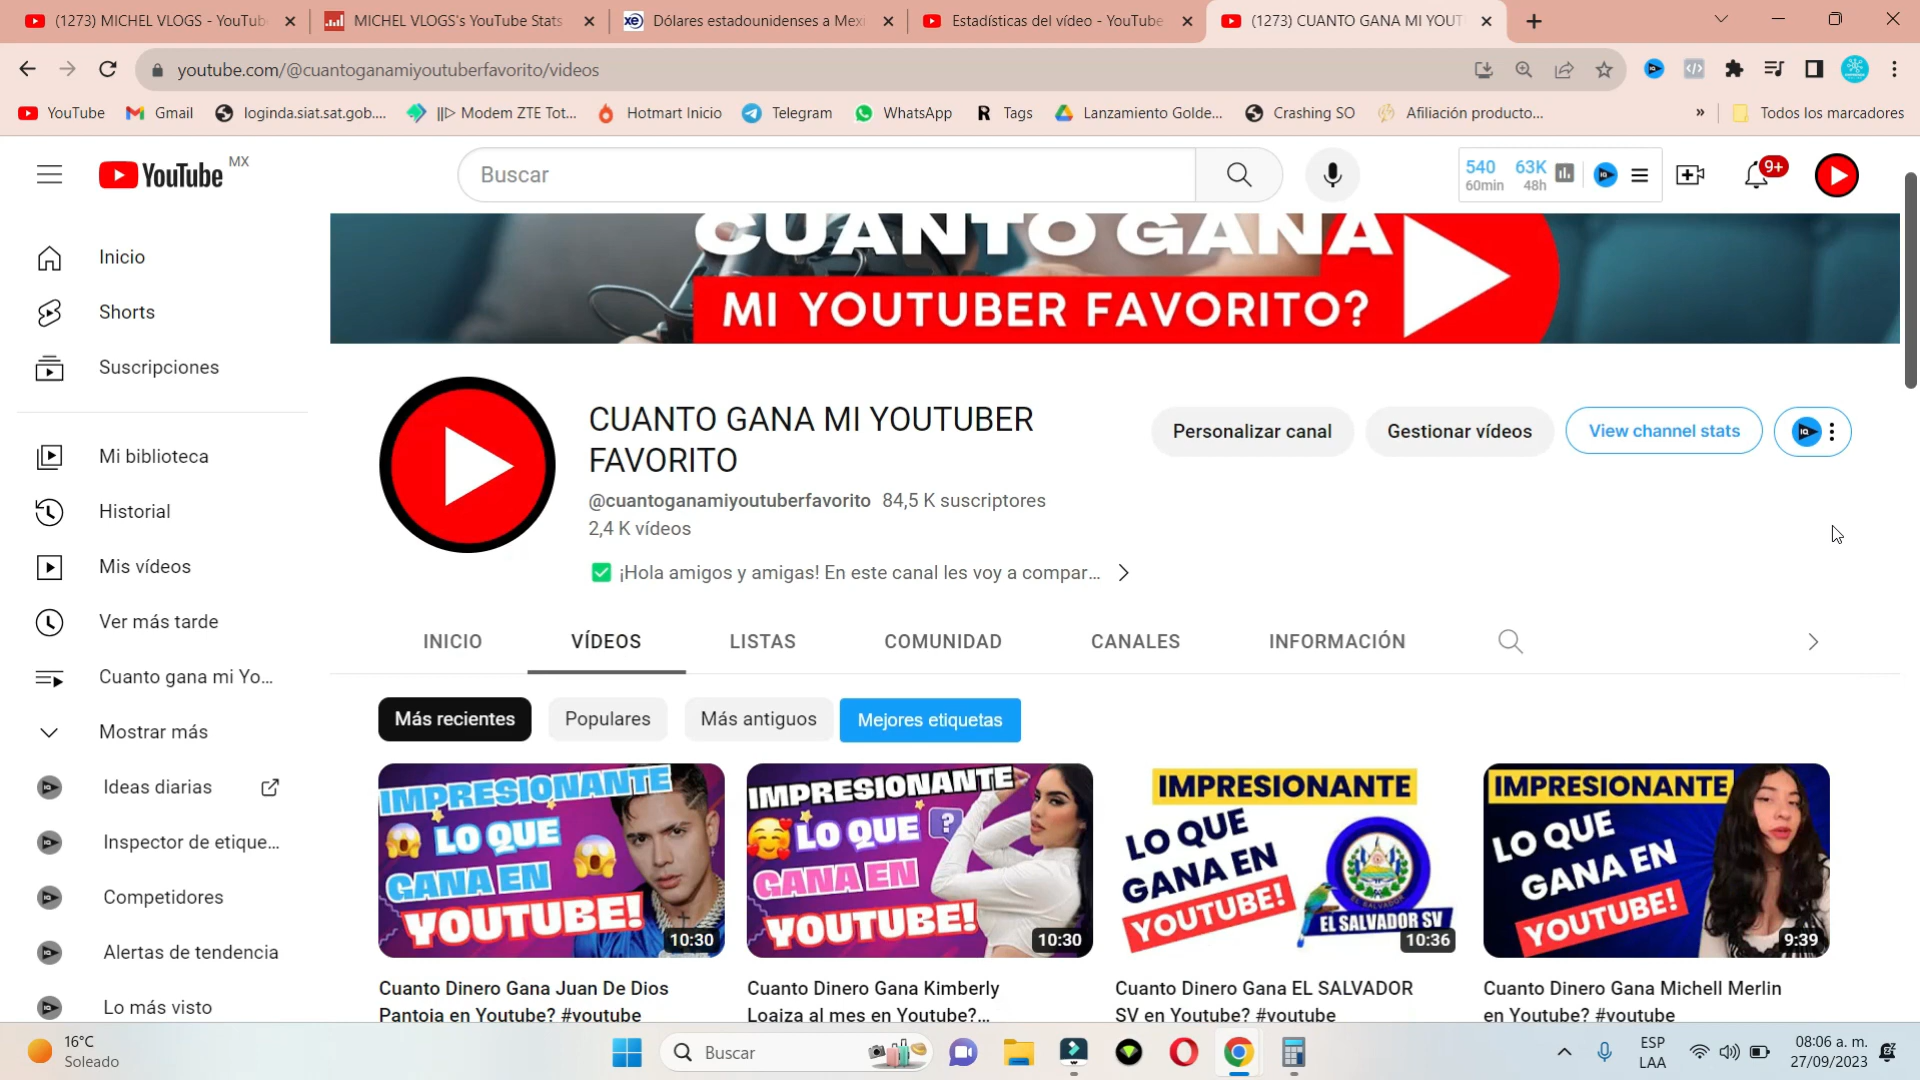 (1273) MICHEL VLOGS - YouTub
MICHEL VLOGS's YouTube Stats
Dólares estadounidenses a Mexi
Estadísticas del vídeo - YouTube
(1273) CUANTO GANA MI YOUT
youtube.com/@cuantoganamiyoutuberfavorito/videos
YouTube
Gmail
loginda.siat.sat.gob....
||▷ Modem ZTE Tot...
Hotmart Inicio
Telegram
WhatsApp
Tags
Lanzamiento Golde...
Crashing SO
Afiliación producto...
»
Todos los marcadores
YouTube MX
Buscar
540 63K
60min 48h
9+
CUANTO GANA
MI YOUTUBER FAVORITO?
Inicio
Shorts
Suscripciones
Mi biblioteca
Historial
Mis vídeos
Ver más tarde
Cuanto gana mi Yo...
Mostrar más
Ideas diarias
Inspector de etique...
Competidores
Alertas de tendencia
Lo más visto
CUANTO GANA MI YOUTUBER
FAVORITO
@cuantoganamiyoutuberfavorito 84,5 K suscriptores
2,4 K vídeos
✅ ¡Hola amigos y amigas! En este canal les voy a compar...
Personalizar canal
Gestionar vídeos
View channel stats
INICIO
VÍDEOS
LISTAS
COMUNIDAD
CANALES
INFORMACIÓN
Más recientes
Populares
Más antiguos
Mejores etiquetas
IMPRESIONANTE
LO QUE
GANA EN
YOUTUBE!
10:30
IMPRESIONANTE
LO QUE
GANA EN
YOUTUBE!
10:30
IMPRESIONANTE
LO QUE
GANA EN
YOUTUBE!
EL SALVADOR SV
10:36
IMPRESIONANTE
LO QUE
GANA EN
YOUTUBE!
9:39
Cuanto Dinero Gana Juan De Dios
Pantoja en Youtube? #youtube
Cuanto Dinero Gana Kimberly
Loaiza al mes en Youtube?...
Cuanto Dinero Gana EL SALVADOR
SV en Youtube? #youtube
Cuanto Dinero Gana Michell Merlin
en Youtube? #youtube
16°C
Soleado
Buscar
ESP
LAA
08:06 a. m.
27/09/2023